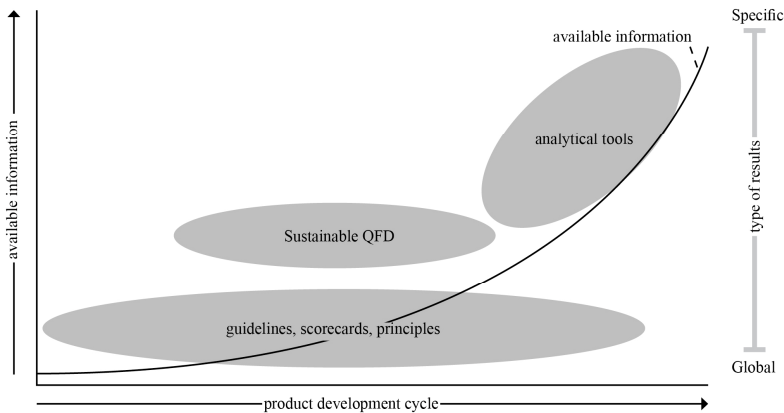 Specific
available information
available information
analytical tools
type of results
Sustainable QFD
guidelines, scorecards, principles
Global
product development cycle